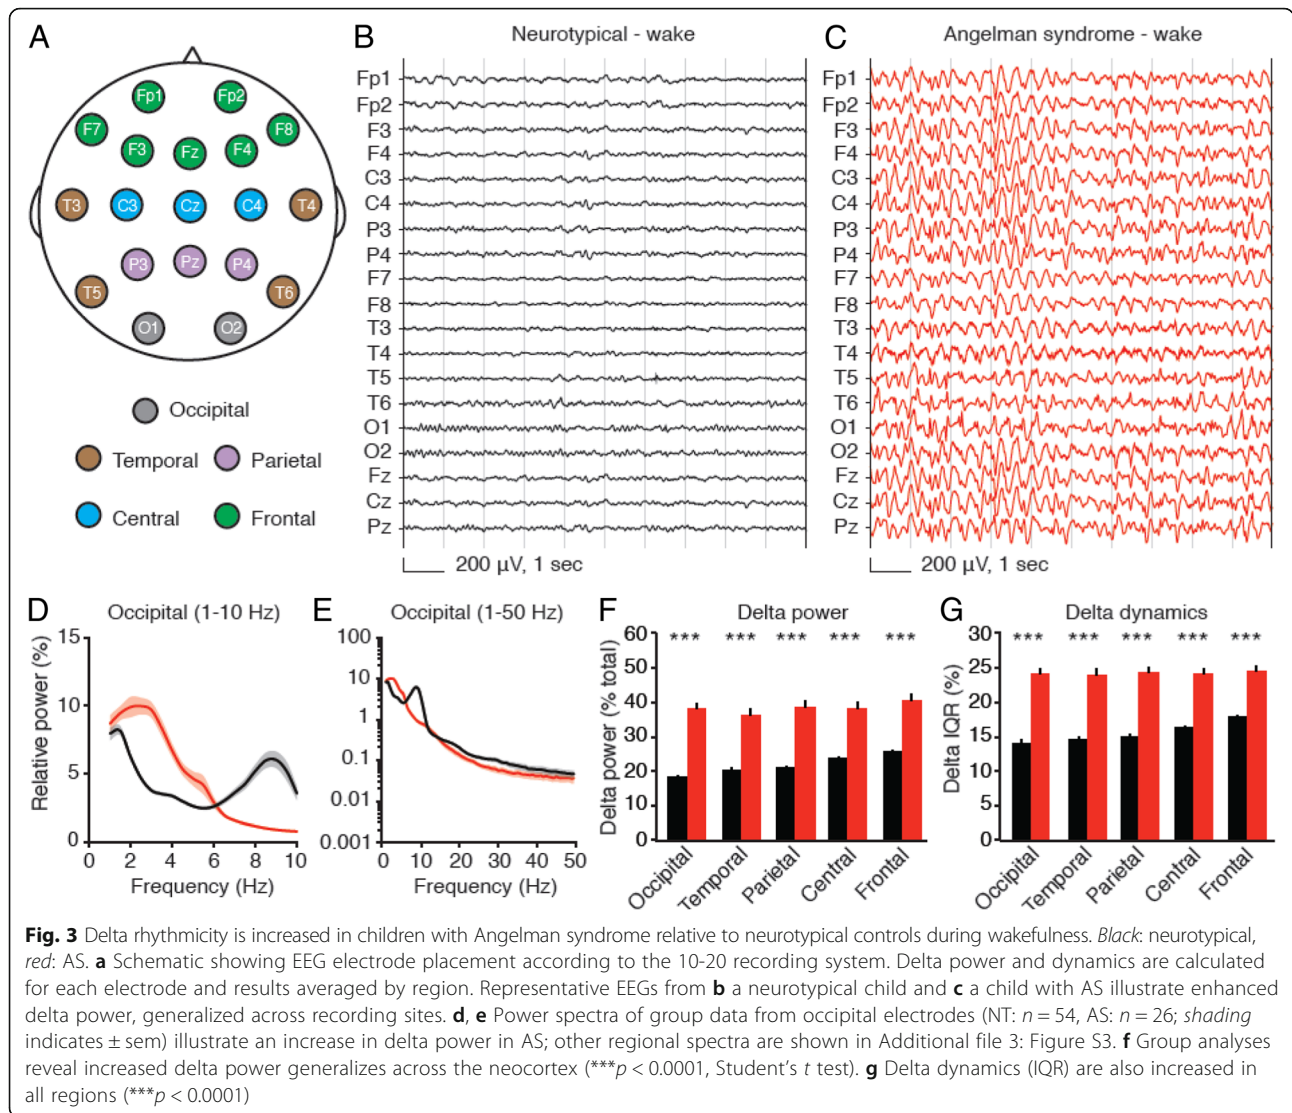 A
Fp1
Fp2
F7
F8
F3
Fz
F4
T3
C3
Cz
C4
T4
P3
Pz
P4
T5
T6
O1
O2
Occipital
Temporal
Parietal
Central
Frontal
B
Neurotypical - wake
Fp1
Fp2
F3
F4
C3
C4
P3
P4
F7
F8
T3
T4
T5
T6
O1
O2
Fz
Cz
Pz
200 µV, 1 sec
C
Angelman syndrome - wake
Fp1
Fp2
F3
F4
C3
C4
P3
P4
F7
F8
T3
T4
T5
T6
O1
O2
Fz
Cz
Pz
200 µV, 1 sec
D
Occipital (1-10 Hz)
Relative power (%)
15
10
5
0
0 2 4 6 8 10
Frequency (Hz)
E
Occipital (1-50 Hz)
100
10
1
0.1
0.01
0.001
0 10 20 30 40 50
Frequency (Hz)
F
Delta power
Delta power (% total)
60
50
40
30
20
10
0
*** *** *** *** ***
Occipital
Temporal
Parietal
Central
Frontal
G
Delta dynamics
Delta IQR (%)
30
25
20
15
10
5
0
*** *** *** *** ***
Occipital
Temporal
Parietal
Central
Frontal
Fig. 3 Delta rhythmicity is increased in children with Angelman syndrome relative to neurotypical controls during wakefulness. Black: neurotypical,
red: AS. a Schematic showing EEG electrode placement according to the 10-20 recording system. Delta power and dynamics are calculated
for each electrode and results averaged by region. Representative EEGs from b a neurotypical child and c a child with AS illustrate enhanced
delta power, generalized across recording sites. d, e Power spectra of group data from occipital electrodes (NT: n = 54, AS: n = 26; shading
indicates ± sem) illustrate an increase in delta power in AS; other regional spectra are shown in Additional file 3: Figure S3. f Group analyses
reveal increased delta power generalizes across the neocortex (***p < 0.0001, Student's t test). g Delta dynamics (IQR) are also increased in
all regions (***p < 0.0001)